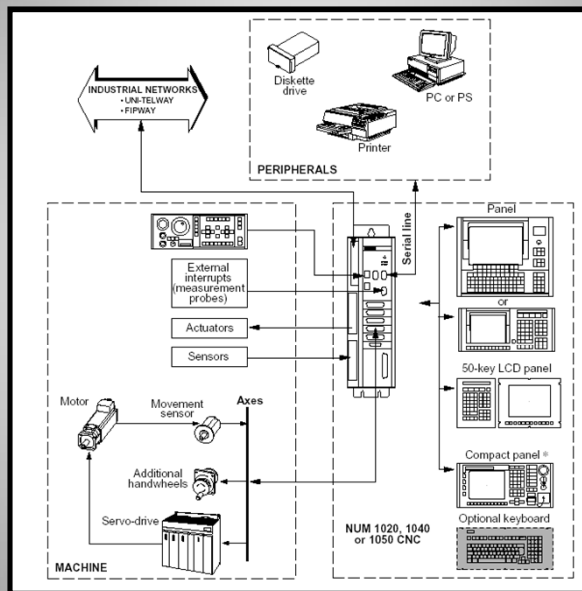 INDUSTRIAL NETWORKS
• UNI-TELWAY
• FIPWAY
Diskette
drive
PC or PS
Printer
PERIPHERALS
Serial line
Panel
or
50-key LCD panel
Compact panel *
Optional keyboard
External
interrupts
(measurement
probes)
Actuators
Sensors
Motor
Movement
sensor
Axes
Additional
handwheels
Servo-drive
MACHINE
NUM 1020, 1040
or 1050 CNC